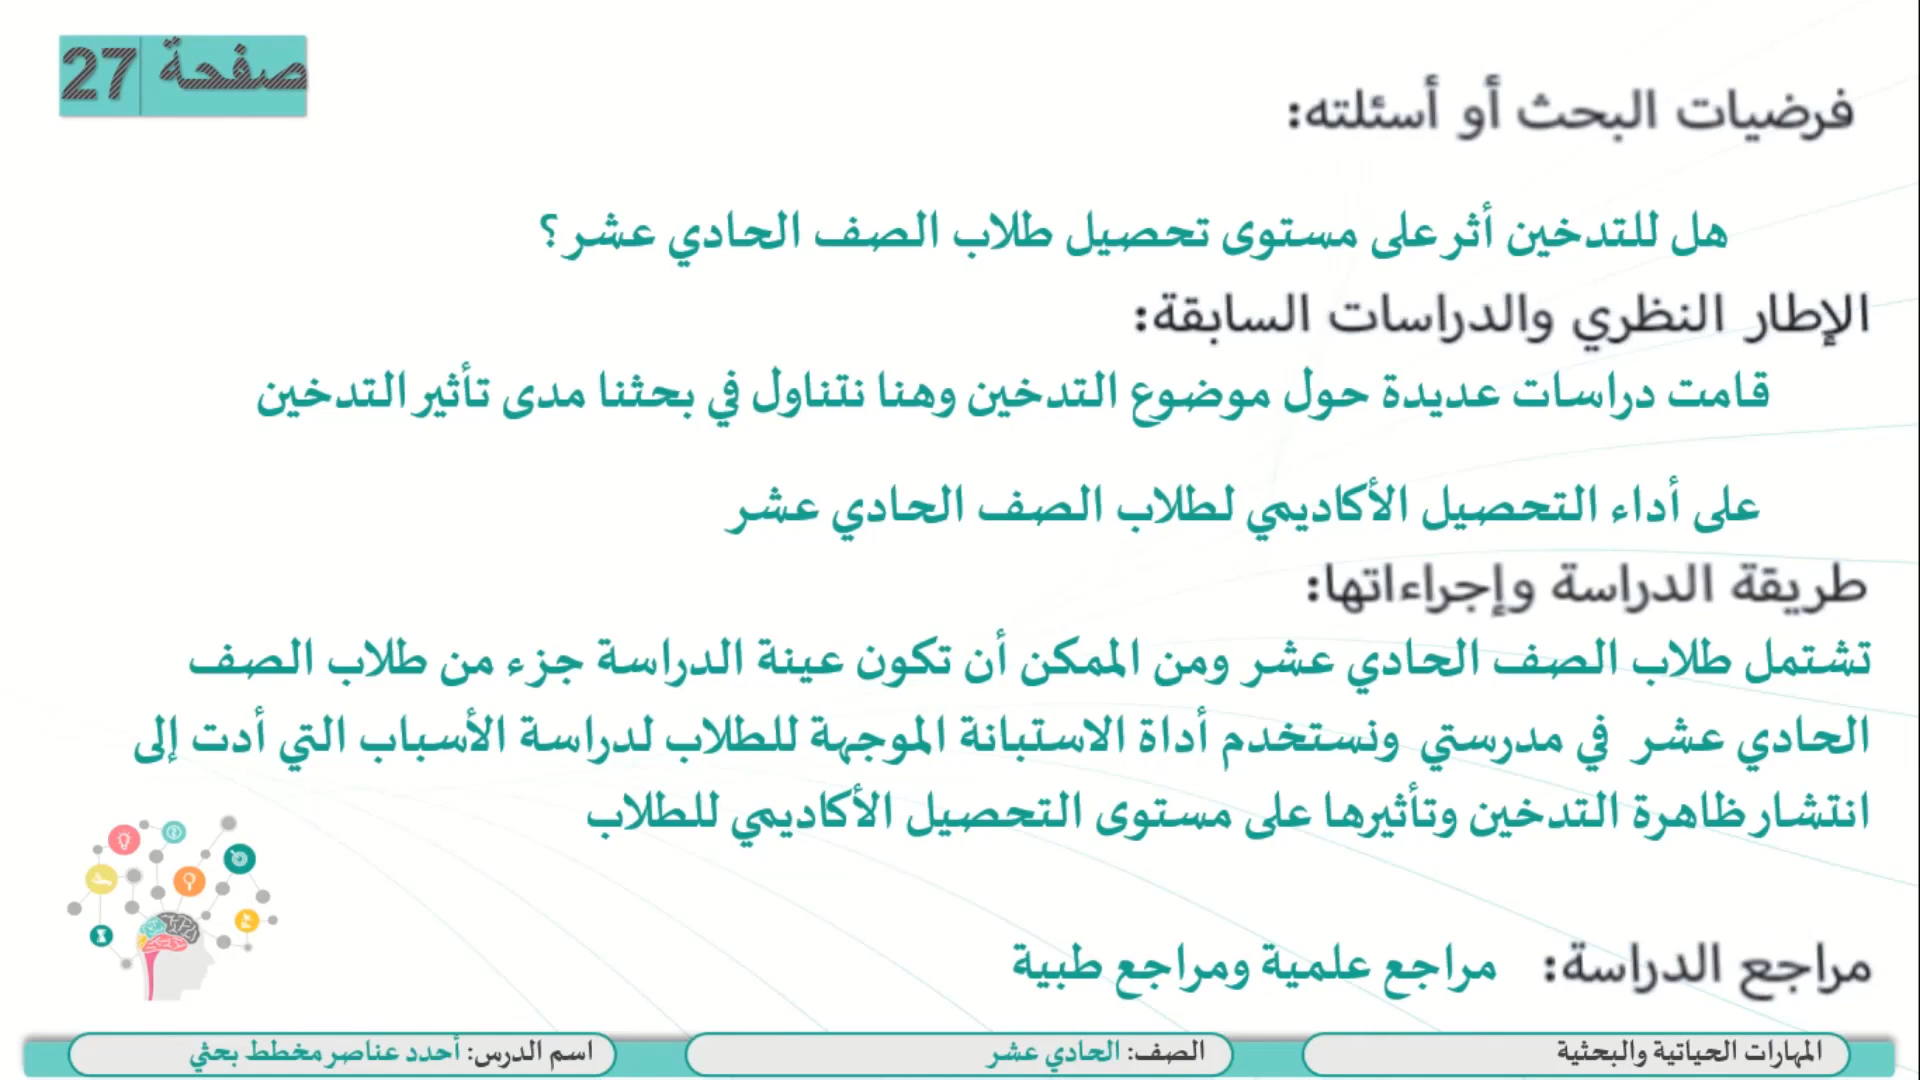 صفحة 27
فرضيات البحث أو أسئلته:
هل للتدخين أثر على مستوى تحصيل طلاب الصف الحادي عشر؟
الإطار النظري والدراسات السابقة:
قامت دراسات عديدة حول موضوع التدخين وهنا نتناول في بحثنا مدى تأثير التدخين
على أداء التحصيل الأكاديمي لطلاب الصف الحادي عشر
طريقة الدراسة وإجراءاتها:
تشتمل طلاب الصف الحادي عشر ومن الممكن أن تكون عينة الدراسة جزء من طلاب الصف
الحادي عشر في مدرستي ونستخدم أداة الاستبانة الموجهة للطلاب لدراسة الأسباب التي أدت إلى
انتشار ظاهرة التدخين وتأثيرها على مستوى التحصيل الأكاديمي للطلاب
مراجع الدراسة: مراجع علمية ومراجع طبية
المهارات الحياتية والبحثية
الصف: الحادي عشر
اسم الدرس: أحدد عناصر مخطط بحثي